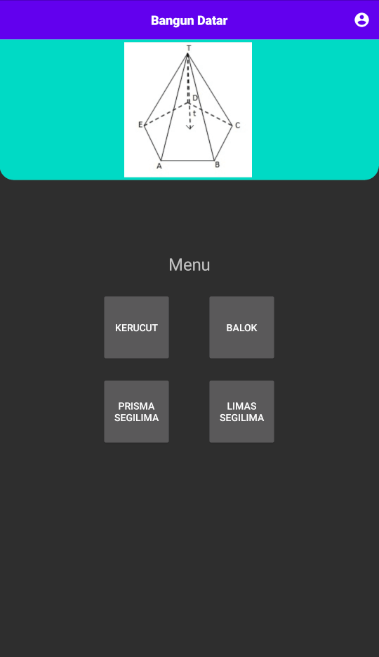 Bangun Datar
T
D
t
E
C
A
B
Menu
KERUCUT
BALOK
PRISMA
SEGILIMA
LIMAS
SEGILIMA